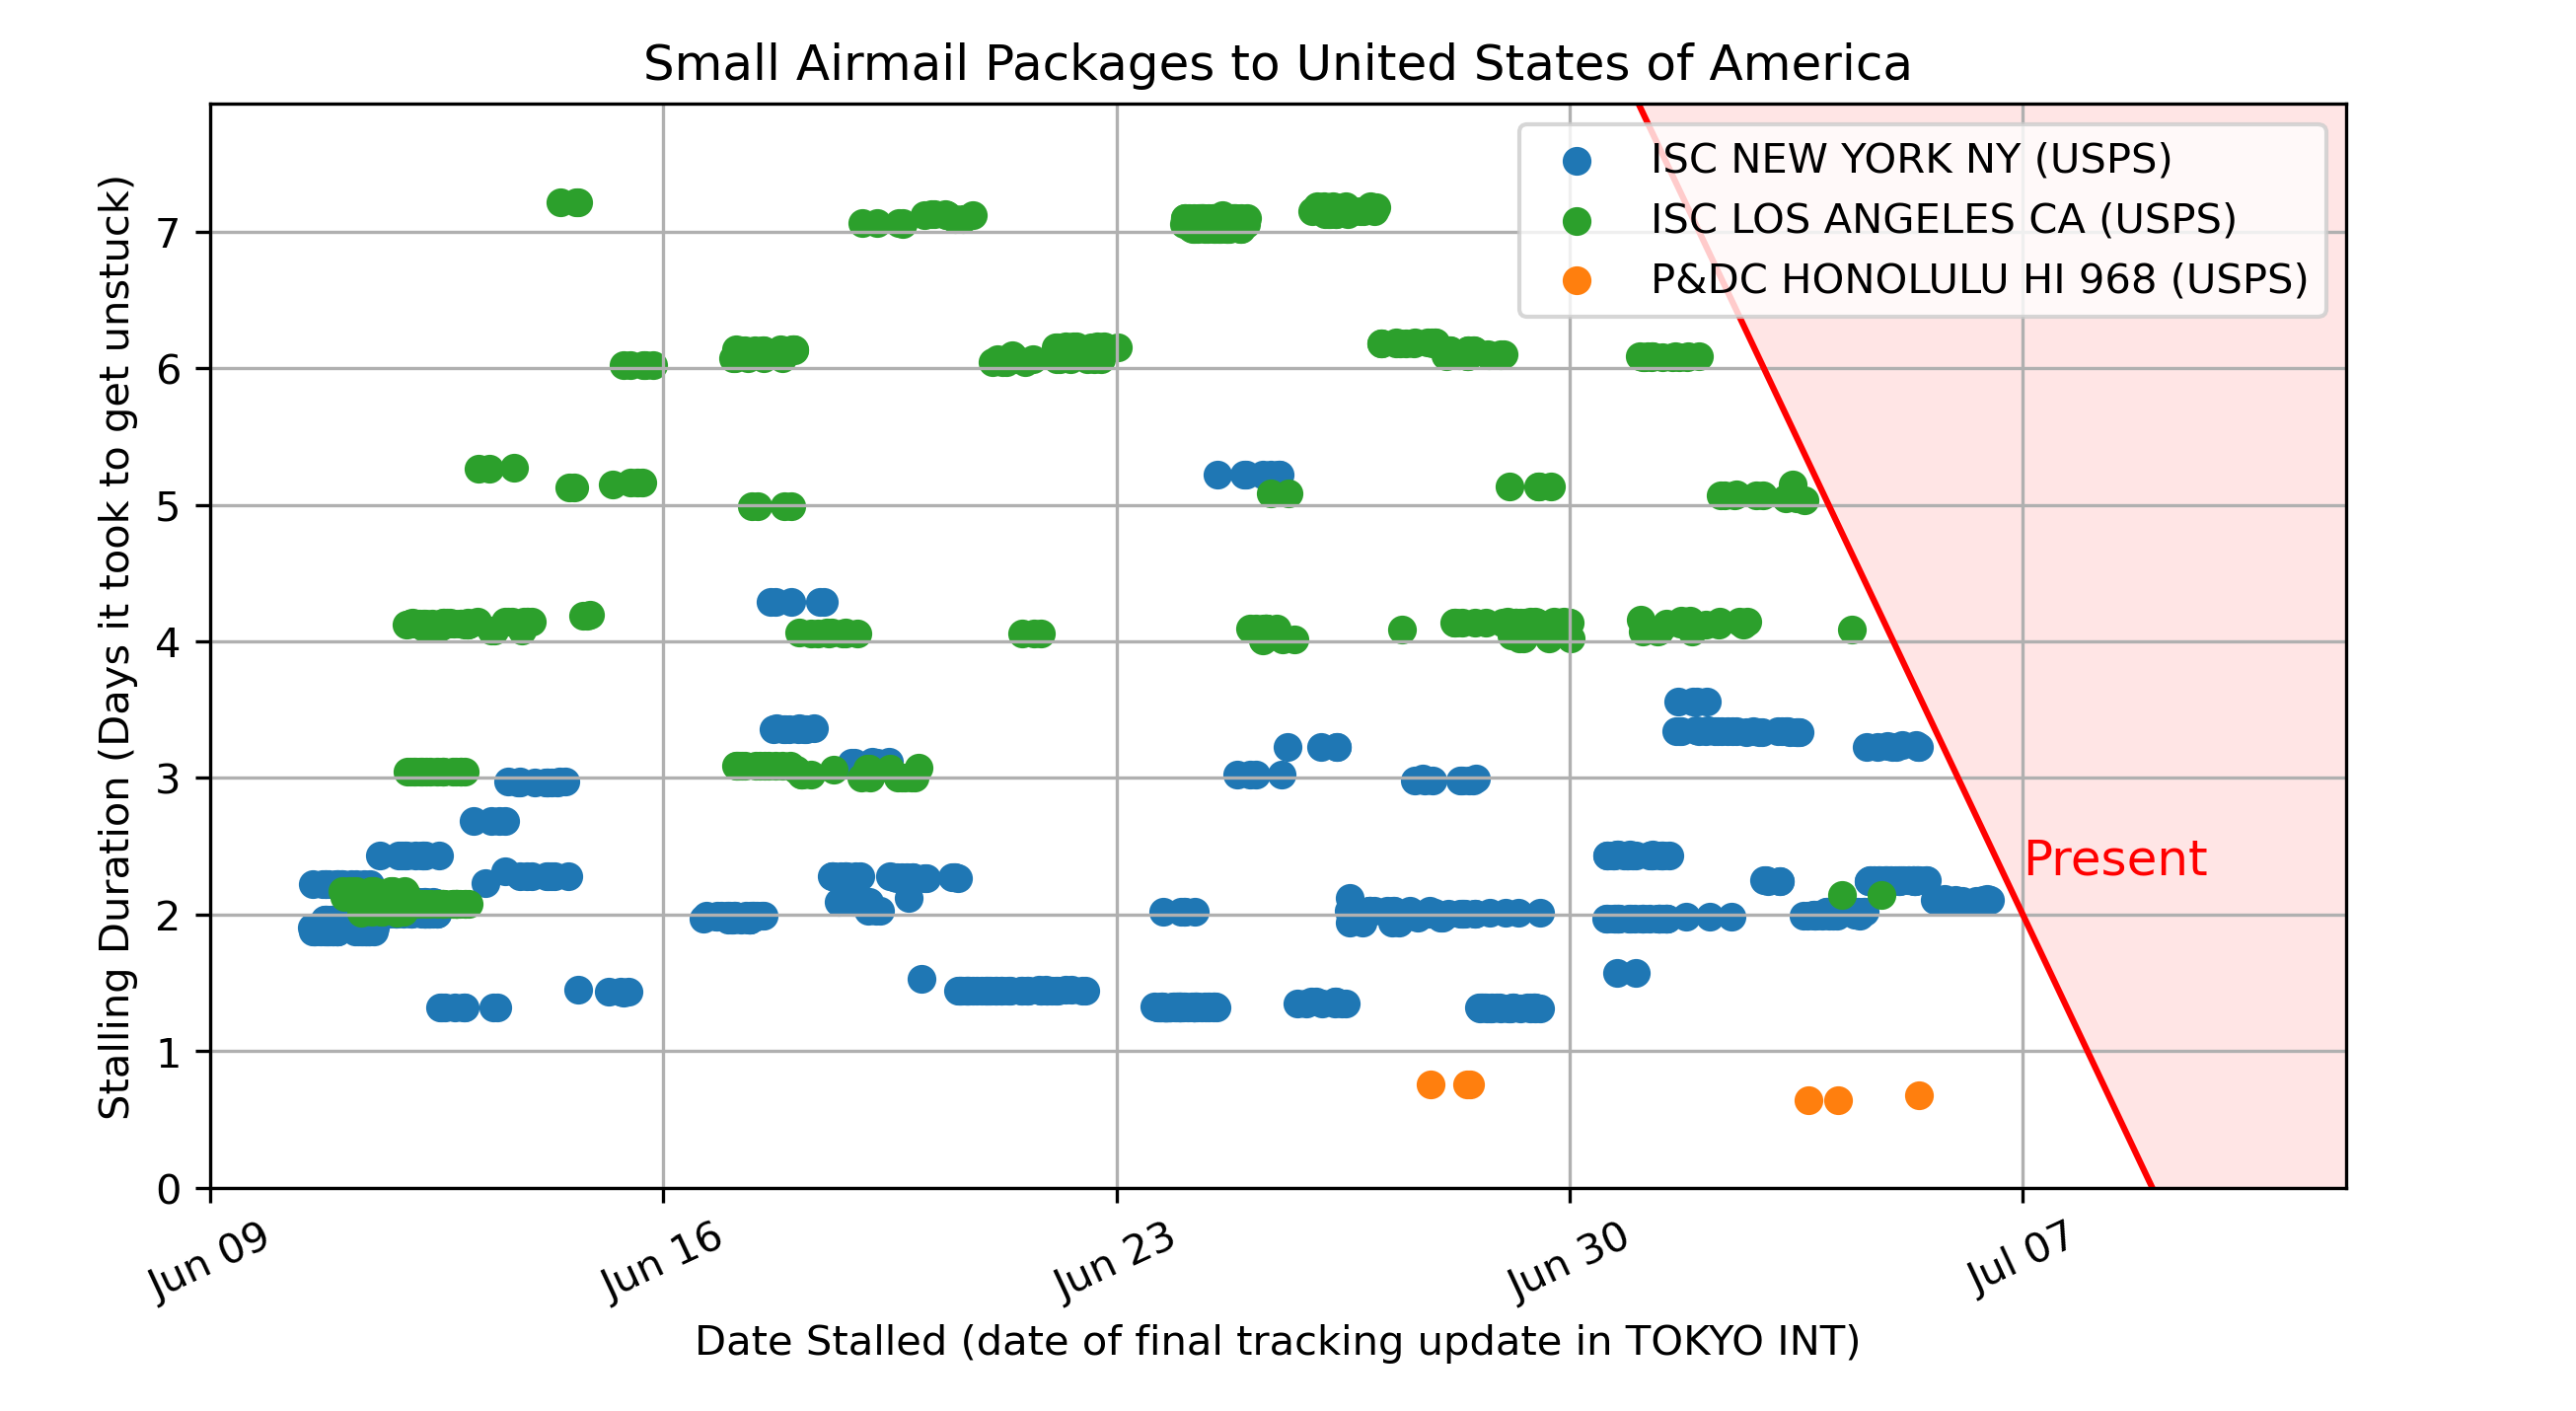 Small Airmail Packages to United States of America
ISC NEW YORK NY (USPS)
ISC LOS ANGELES CA (USPS)
P&DC HONOLULU HI 968 (USPS)
Stalling Duration (Days it took to get unstuck)
7
6
5
4
3
2
1
0
Present
Jun 09
Jun 16
Jun 23
Jun 30
Jul 07
Date Stalled (date of final tracking update in TOKYO INT)